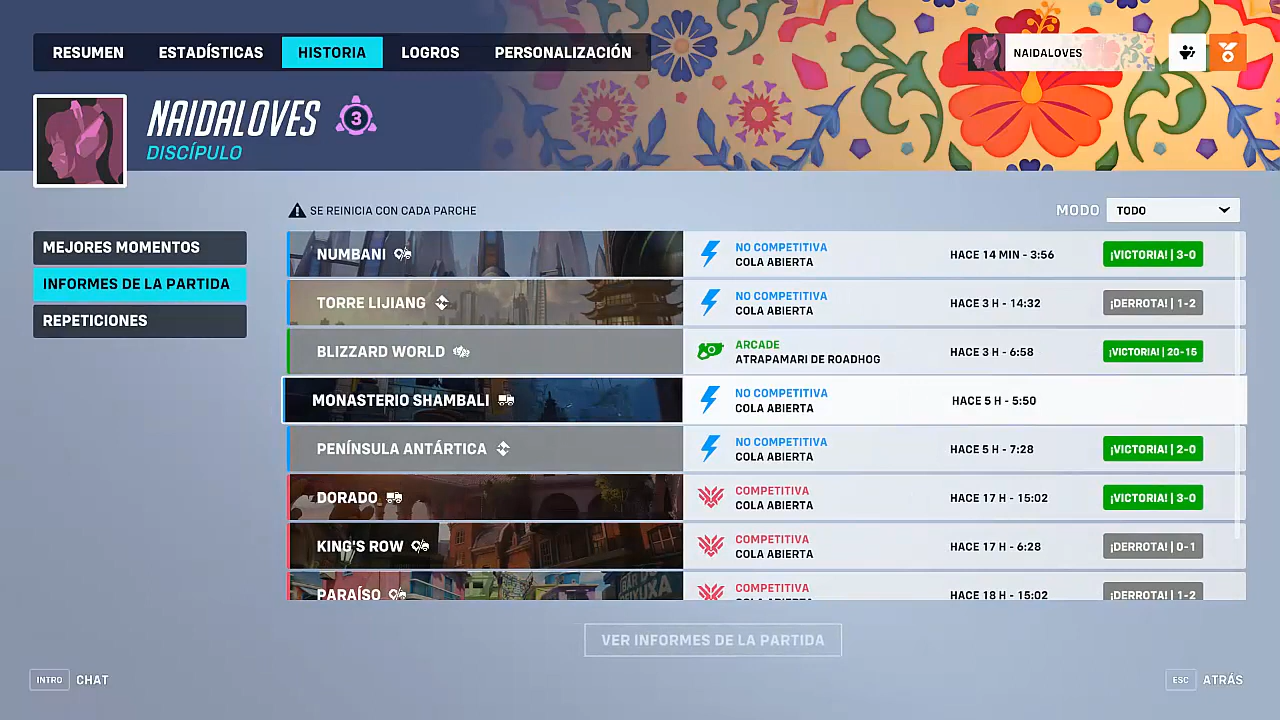 RESUMEN ESTADÍSTICAS HISTORIA LOGROS PERSONALIZACIÓN
NAIDALOVES
NAIDALOVES 3
DISCÍPULO
SE REINICIA CON CADA PARCHE
MODO TODO
MEJORES MOMENTOS
INFORMES DE LA PARTIDA
REPETICIONES
NUMBANI NO COMPETITIVA
COLA ABIERTA HACE 14 MIN - 3:56 ¡VICTORIA! | 3-0
TORRE LIJIANG NO COMPETITIVA
COLA ABIERTA HACE 3 H - 14:32 ¡DERROTA! | 1-2
BLIZZARD WORLD ARCADE
ATRAPAMARI DE ROADHOG HACE 3 H - 6:58 ¡VICTORIA! | 20-15
MONASTERIO SHAMBALI NO COMPETITIVA
COLA ABIERTA HACE 5 H - 5:50
PENÍNSULA ANTÁRTICA NO COMPETITIVA
COLA ABIERTA HACE 5 H - 7:28 ¡VICTORIA! | 2-0
DORADO COMPETITIVA
COLA ABIERTA HACE 17 H - 15:02 ¡VICTORIA! | 3-0
KING'S ROW COMPETITIVA
COLA ABIERTA HACE 17 H - 6:28 ¡DERROTA! | 0-1
PARAÍSO COMPETITIVA
COLA ABIERTA HACE 18 H - 15:02 ¡DERROTA! | 1-2
VER INFORMES DE LA PARTIDA
INTRO CHAT
ESC ATRÁS